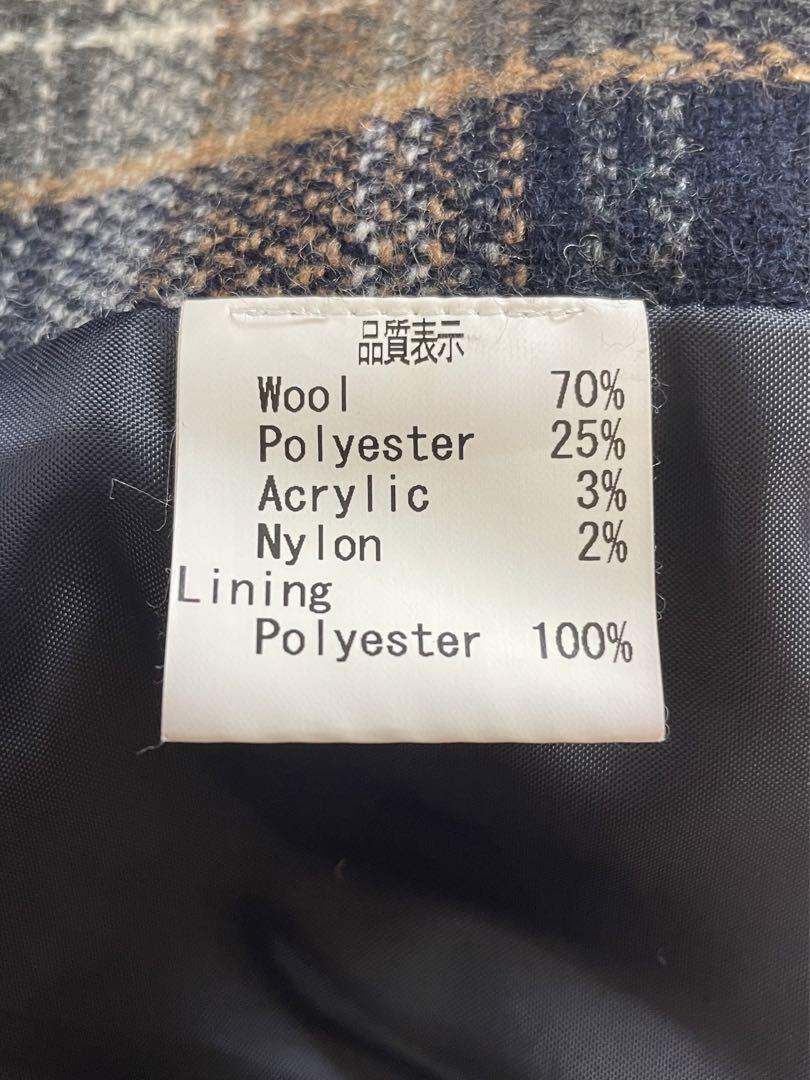 品質表示
Wool 70%
Polyester 25%
Acrylic 3%
Nylon 2%
Lining
Polyester 100%